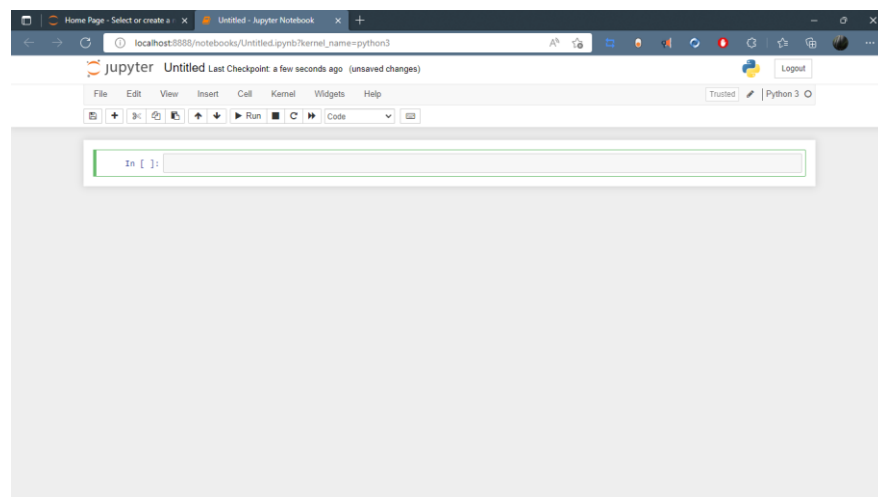 Home Page - Select or create a n
Untitled - Jupyter Notebook
localhost:8888/notebooks/Untitled.ipynb?kernel_name=python3
jupyter Untitled Last Checkpoint: a few seconds ago (unsaved changes)
Logout
File Edit View Insert Cell Kernel Widgets Help
Trusted Python 3
Run Code
In [ ]: